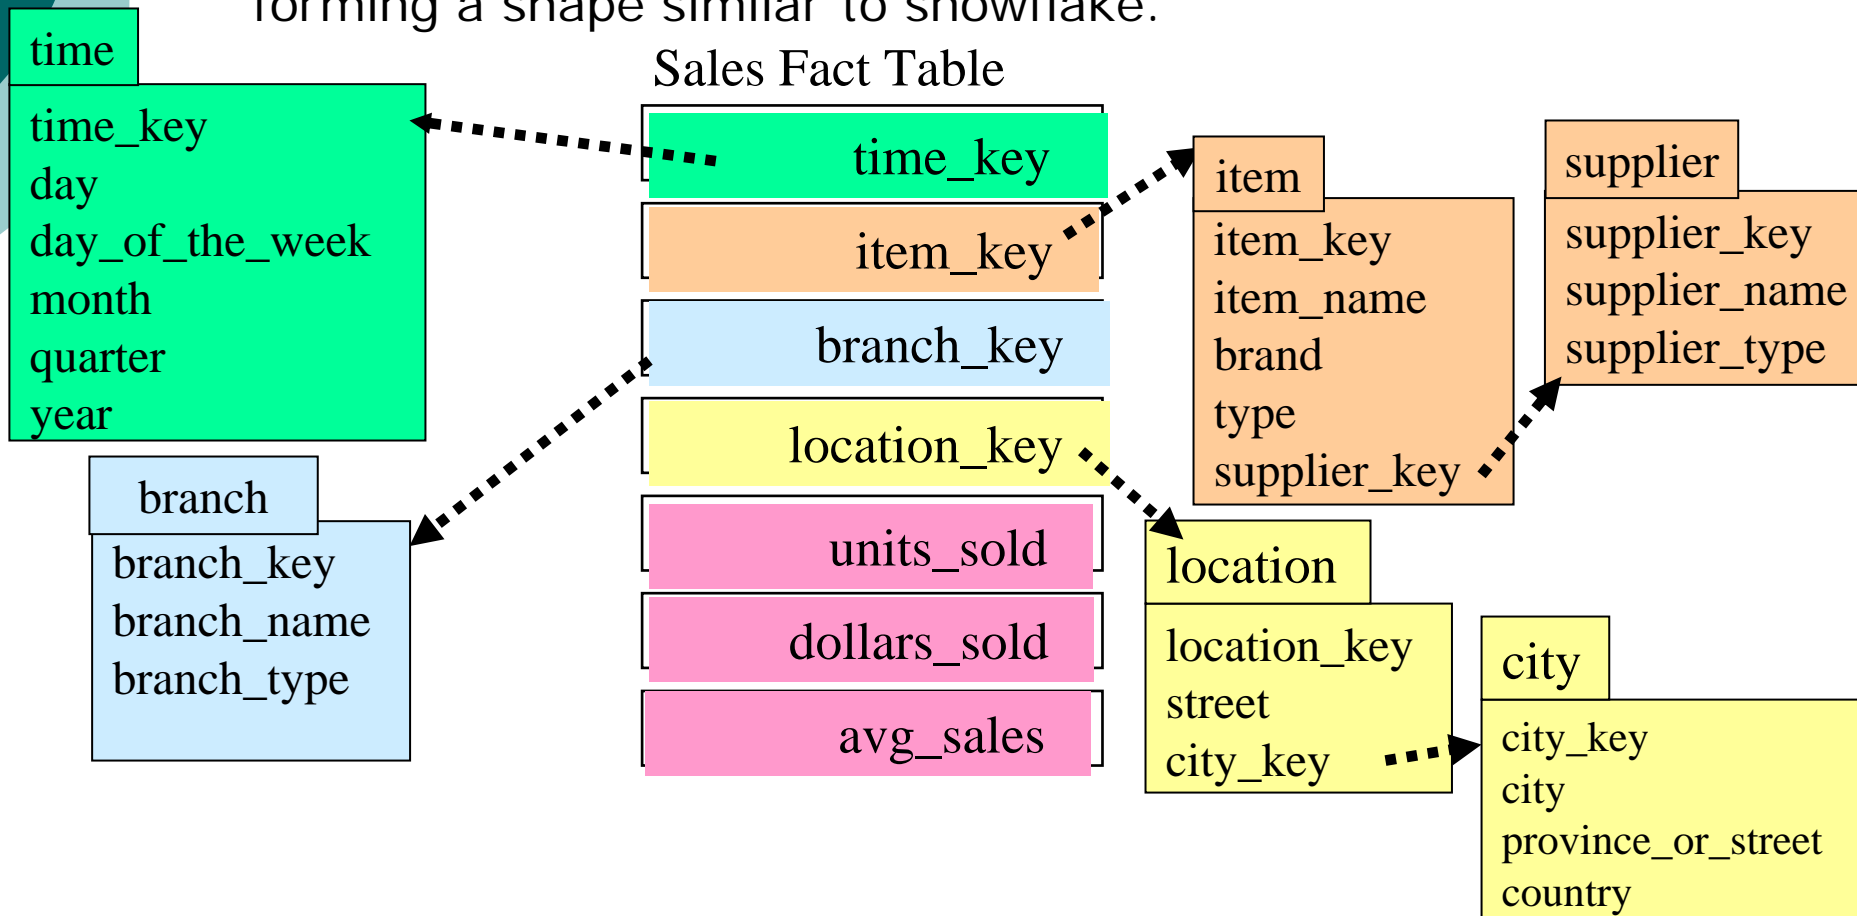 forming a shape similar to snowflake.
time
time_key
day
day_of_the_week
month
quarter
year
branch
branch_key
branch_name
branch_type
Sales Fact Table
time_key
item_key
branch_key
location_key
units_sold
dollars_sold
avg_sales
item
item_key
item_name
brand
type
supplier_key
supplier
supplier_key
supplier_name
supplier_type
location
location_key
street
city_key
city
city_key
city
province_or_street
country